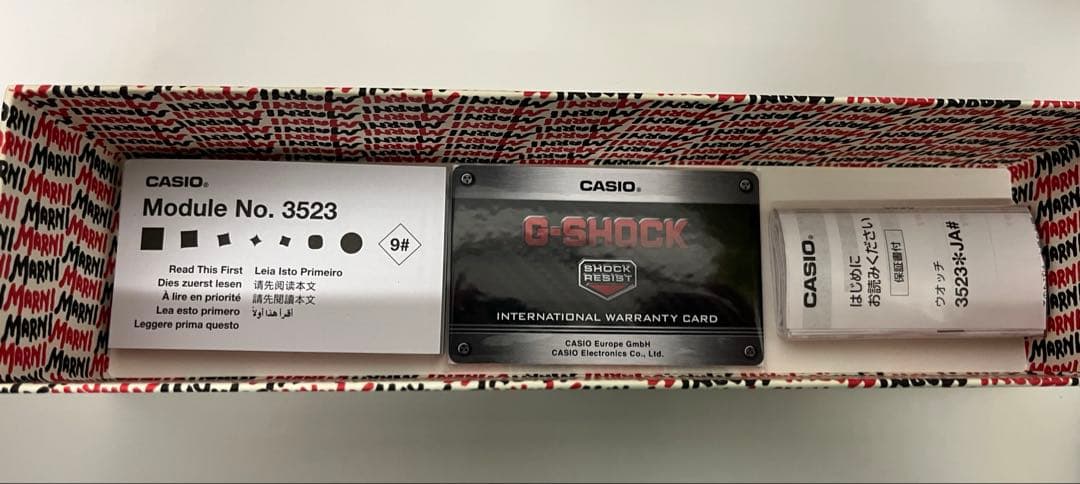 CASIO®
Module No. 3523
9#
Read This First Leia Isto Primeiro
Dies zuerst lesen 请先阅读本文
À lire en priorité 請先閱讀本文
Lea esto primero أقرأ هذا أولاً
Leggere prima questo
CASIO®
G-SHOCK
SHOCK
RESIST
INTERNATIONAL WARRANTY CARD
CASIO Europe GmbH
CASIO Electronics Co., Ltd.
CASIO®
はじめに
お読みください
保証書付
ウオッチ
3523※JA#
MARNI